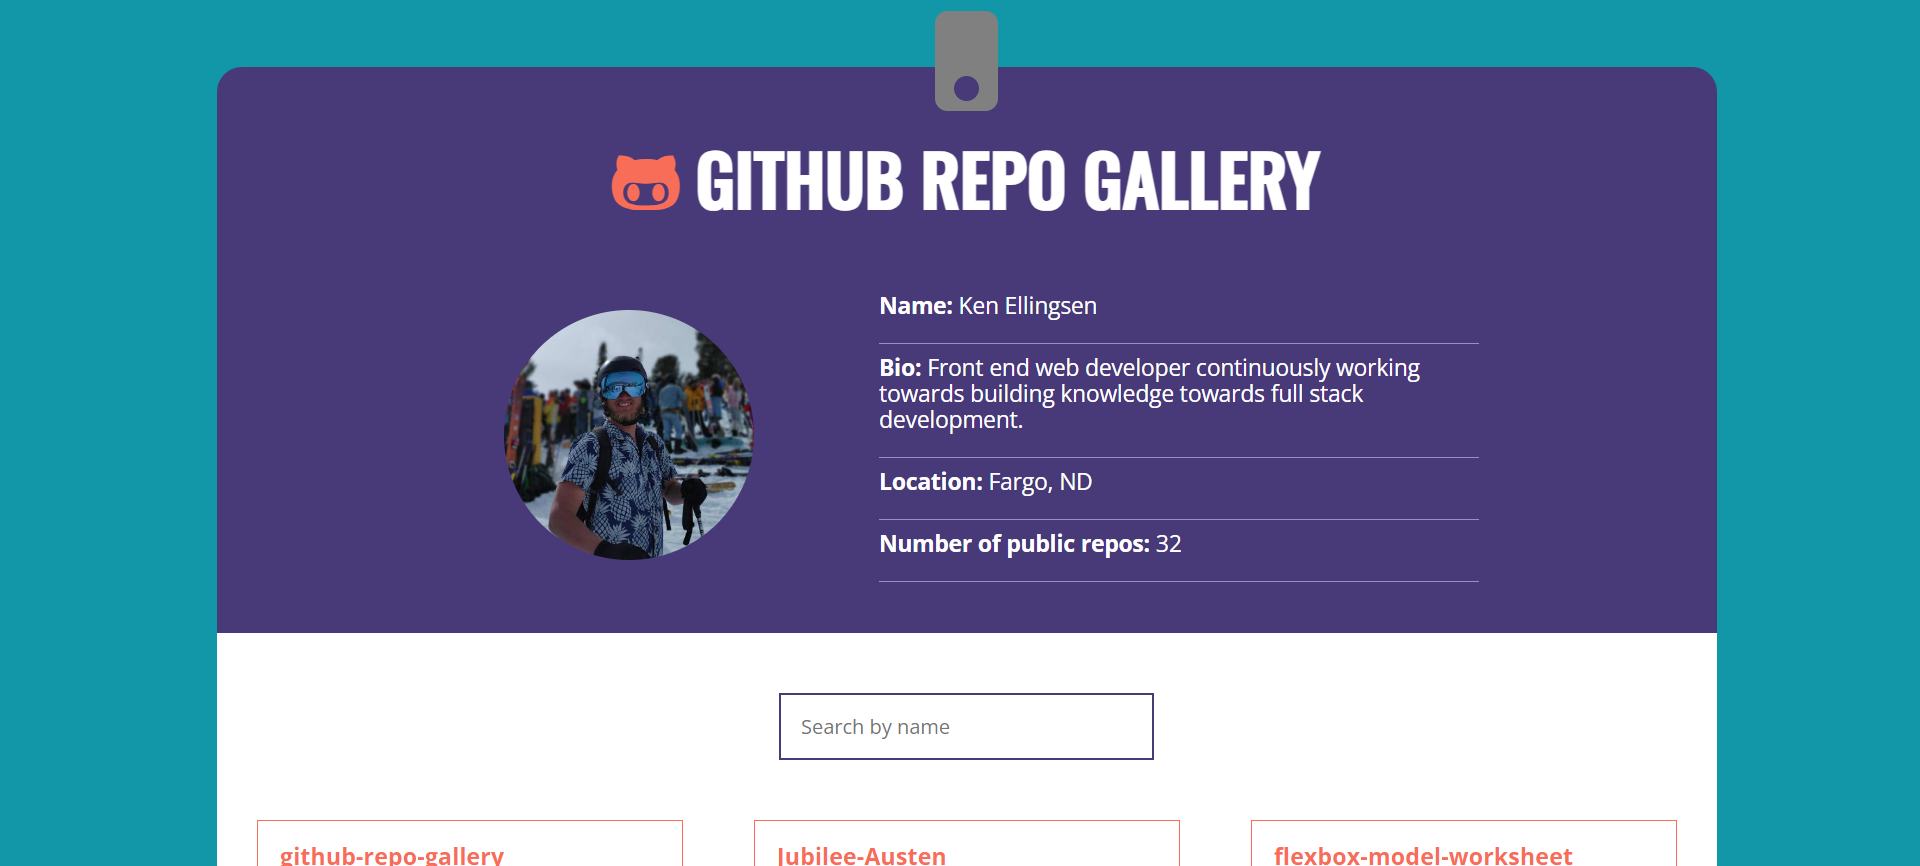 GITHUB REPO GALLERY
Name: Ken Ellingsen
Bio: Front end web developer continuously working
towards building knowledge towards full stack
development.
Location: Fargo, ND
Number of public repos: 32
Search by name
github-repo-gallery
Jubilee-Austen
flexbox-model-worksheet